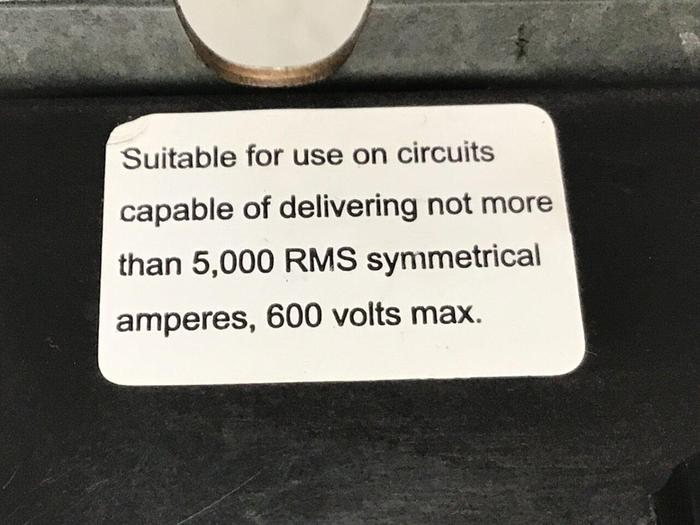 Suitable for use on circuits
capable of delivering not more
than 5,000 RMS symmetrical
amperes, 600 volts max.